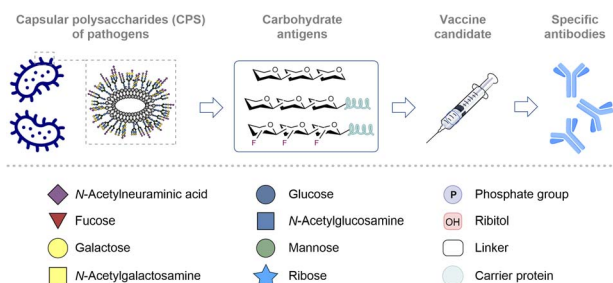 Capsular polysaccharides (CPS)
of pathogens
Carbohydrate
antigens
Vaccine
candidate
Specific
antibodies
O O O
O O O
O O O
F F F
N-Acetylneuraminic acid
Glucose
P Phosphate group
Fucose
N-Acetylglucosamine
OH Ribitol
Galactose
Mannose
Linker
N-Acetylgalactosamine
Ribose
Carrier protein